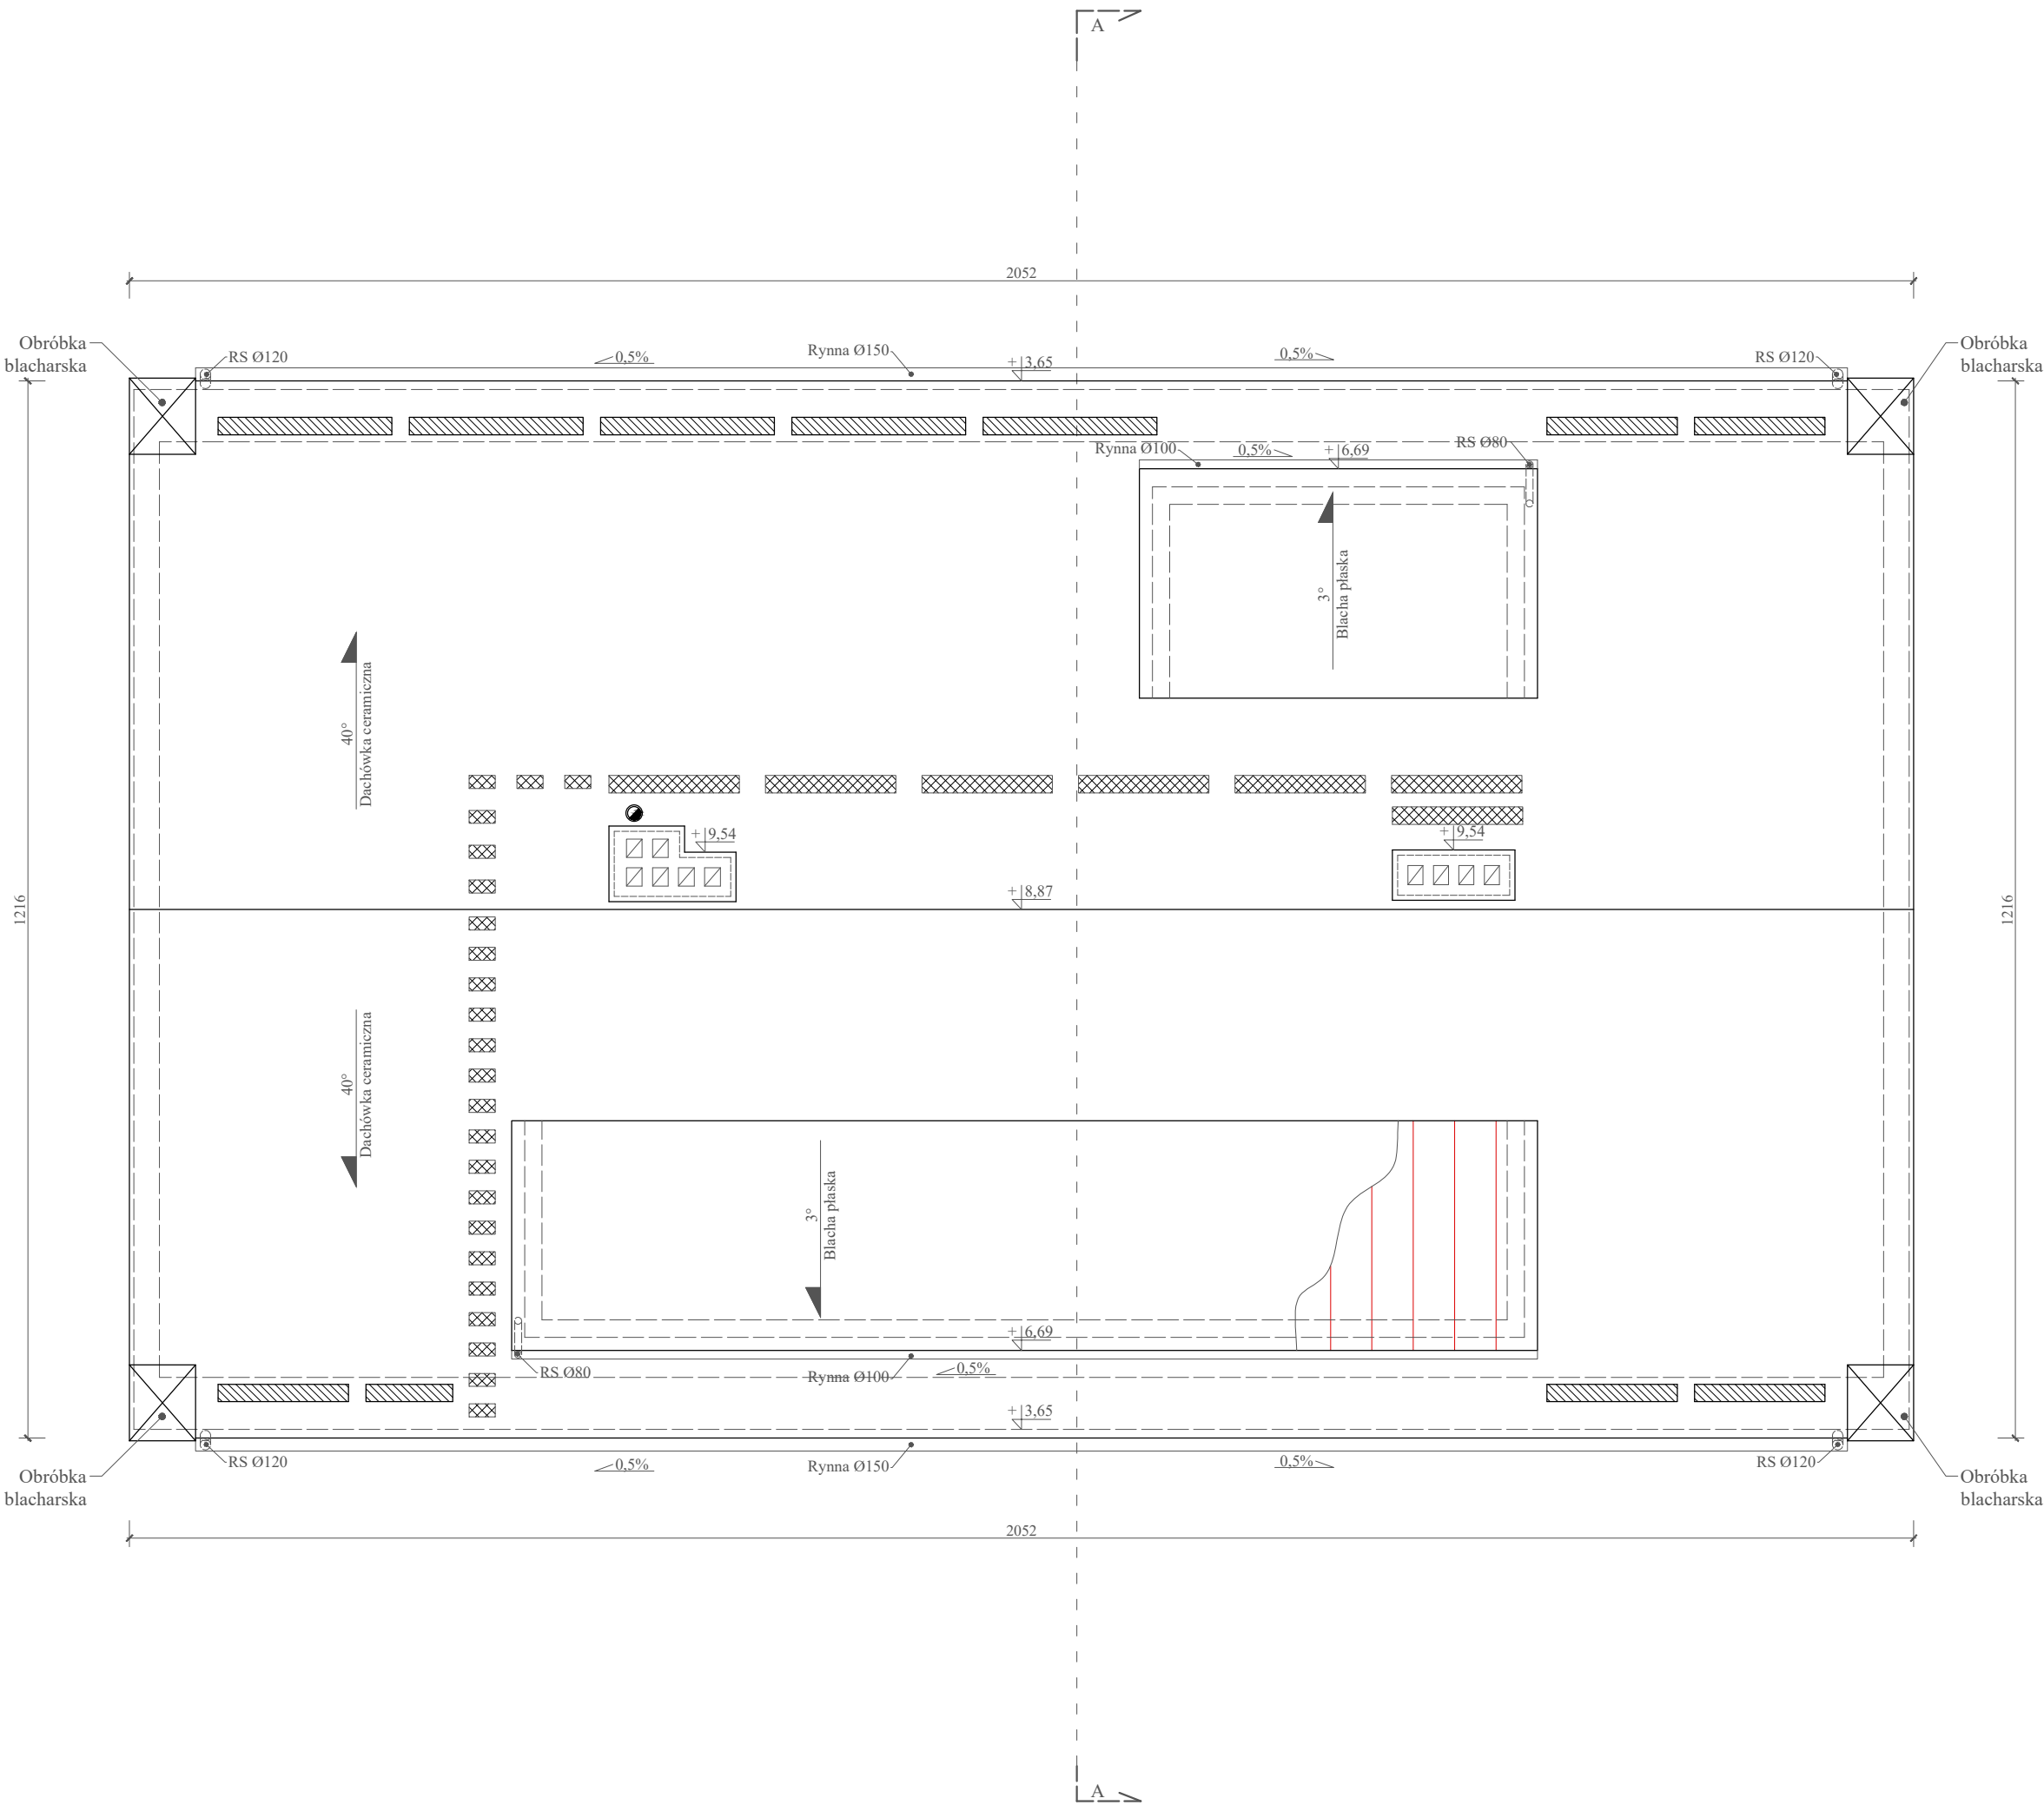 A
2052
Obróbka
blacharska
RS Ø120
0,5%
Rynna Ø150
+3,65
0,5%
RS Ø120
Obróbka
blacharska
Rynna Ø100
0,5%
+6,69
RS Ø80
3°
Blacha płaska
40°
Dachówka ceramiczna
+9,54
+9,54
+8,87
1216
1216
40°
Dachówka ceramiczna
3°
Blacha płaska
+6,69
RS Ø80
Rynna Ø100
0,5%
+3,65
RS Ø120
0,5%
Rynna Ø150
0,5%
RS Ø120
Obróbka
blacharska
Obróbka
blacharska
2052
A